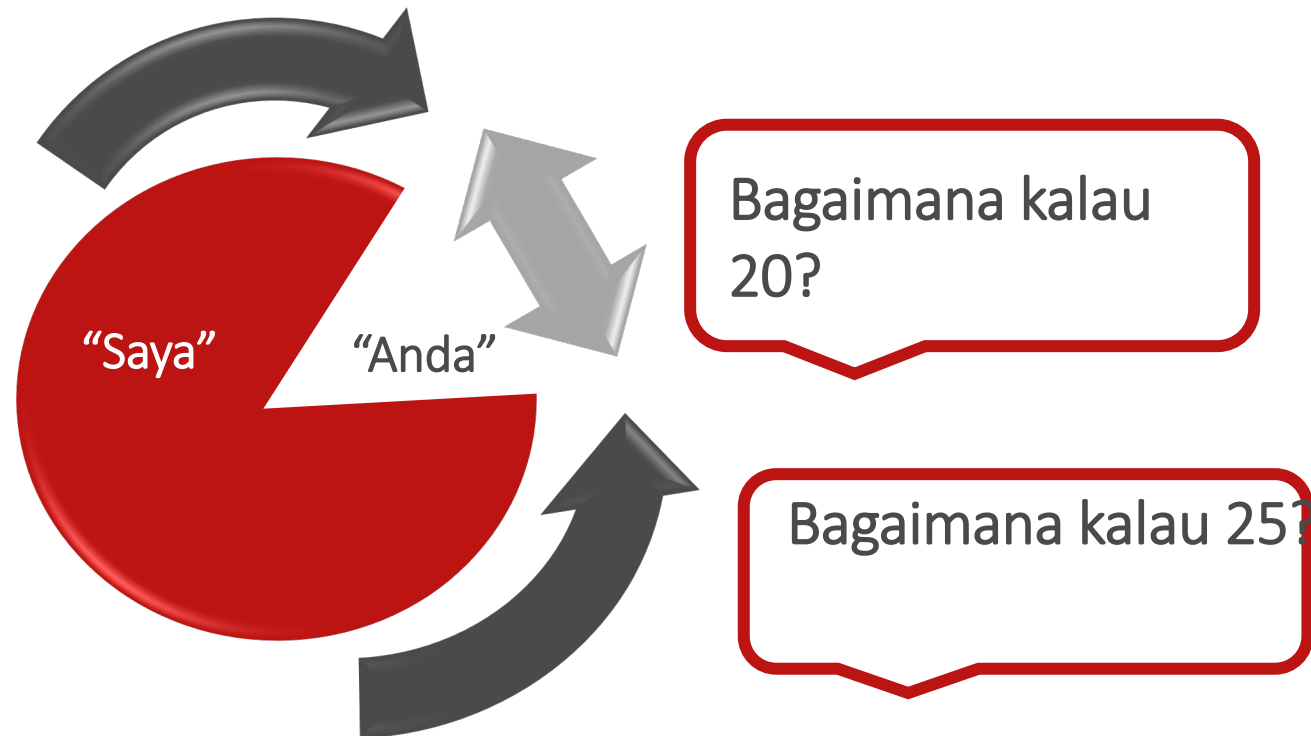 Bagaimana kalau
20?
“Saya”
“Anda”
Bagaimana kalau 25?